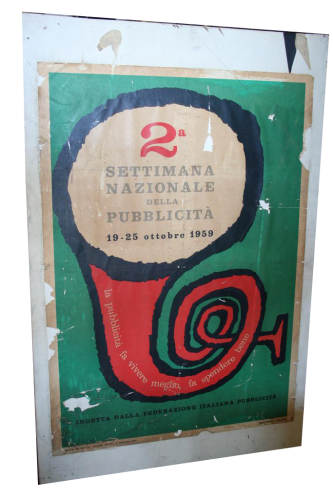 2ª
SETTIMANA
NAZIONALE
DELLA
PUBBLICITÀ
19-25 ottobre 1959
la pubblicità fa vivere meglio, fa spendere bene
INDETTA DALLA FEDERAZIONE ITALIANA PUBBLICITÀ